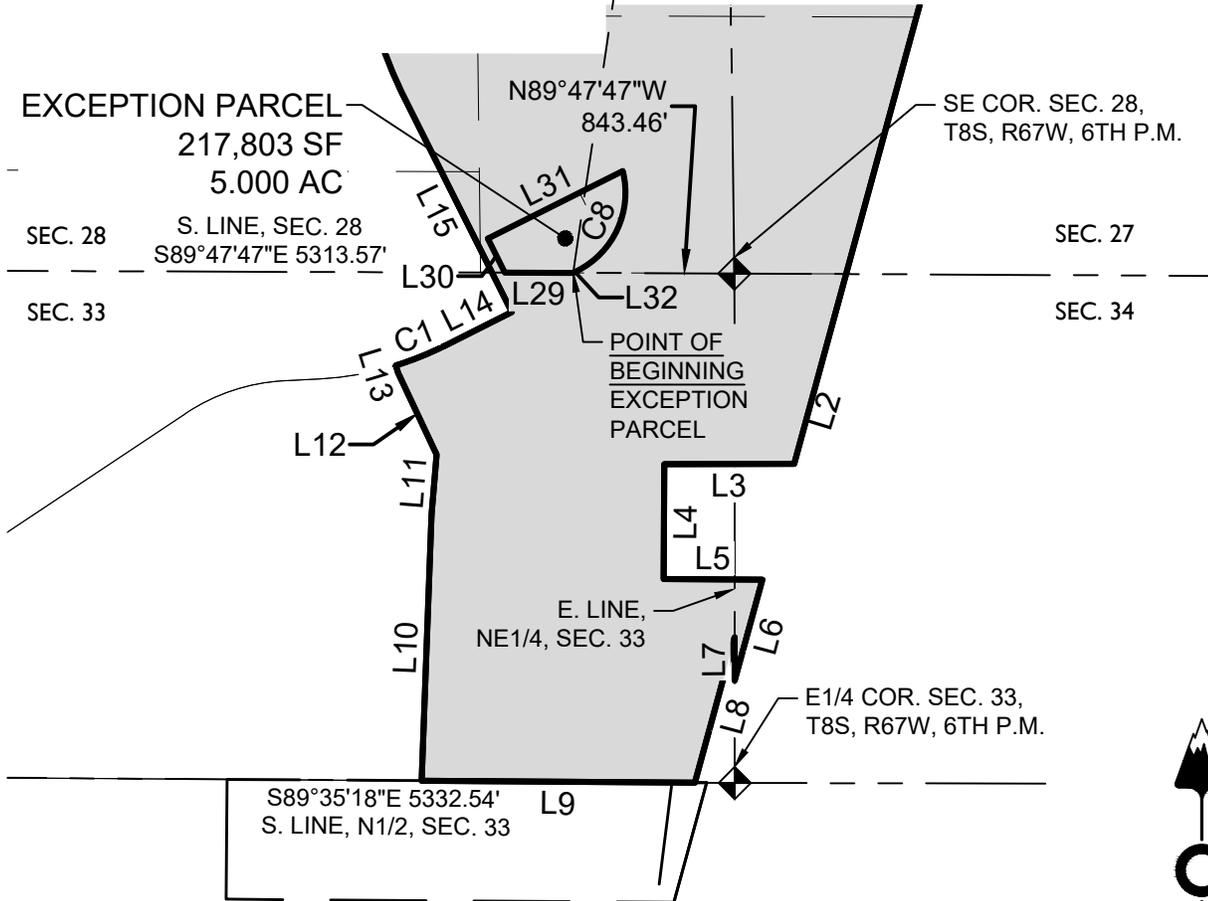 N89°47'47"W
843.46'
SE COR. SEC. 28,
T8S, R67W, 6TH P.M.
EXCEPTION PARCEL
217,803 SF
5.000 AC
L31
C8
L15
S. LINE, SEC. 28
S89°47'47"E 5313.57'
SEC. 28
SEC. 27
L30
L29
L32
SEC. 33
SEC. 34
C1
L14
L13
POINT OF
BEGINNING
EXCEPTION
PARCEL
L2
L12
L11
L3
L4
L5
E. LINE,
NE1/4, SEC. 33
L6
L7
L10
L8
E1/4 COR. SEC. 33,
T8S, R67W, 6TH P.M.
S89°35'18"E 5332.54'
S. LINE, N1/2, SEC. 33
L9